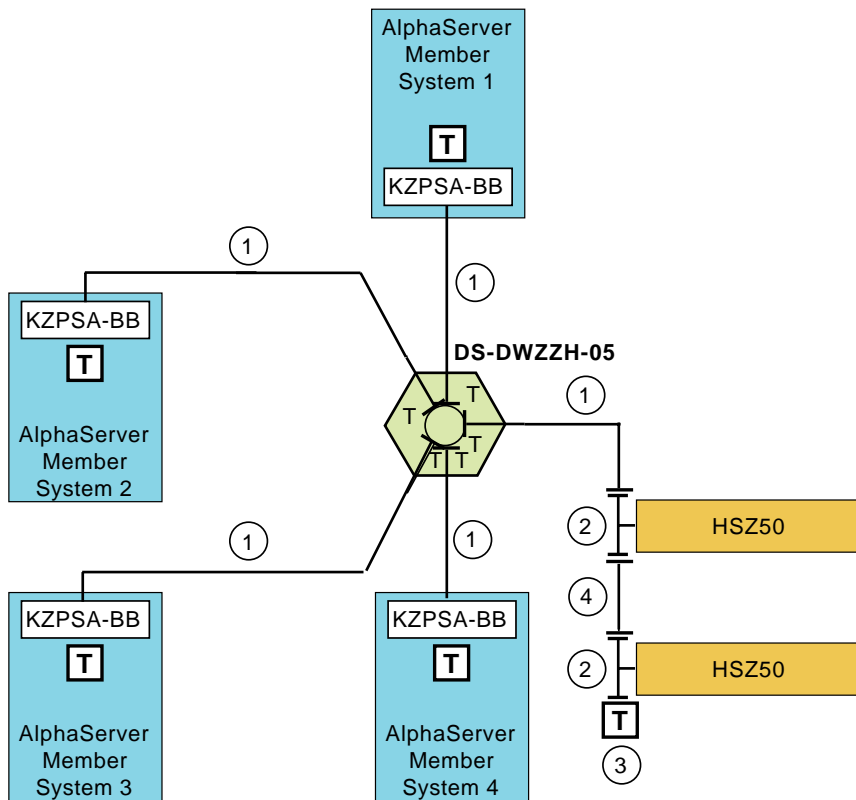 AlphaServer
Member
System 1
T
KZPSA-BB
1
1
KZPSA-BB
T
AlphaServer
Member
System 2
DS-DWZZH-05
T
T
T
T
T
1
2
HSZ50
4
2
HSZ50
T
3
1
KZPSA-BB
T
AlphaServer
Member
System 3
1
KZPSA-BB
T
AlphaServer
Member
System 4